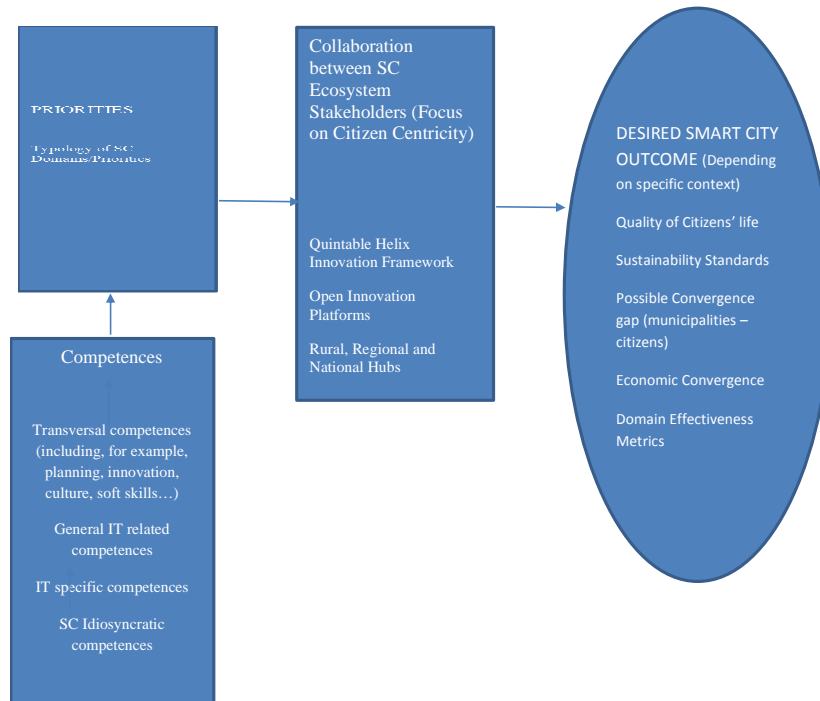 PRIORITIES
Typology of SC
Domains/Priorities
Competences
Transversal competences
(including, for example,
planning, innovation,
culture, soft skills…)
General IT related
competences
IT specific competences
SC Idiosyncratic
competences
Collaboration
between SC
Ecosystem
Stakeholders (Focus
on Citizen Centricity)
Quintable Helix
Innovation Framework
Open Innovation
Platforms
Rural, Regional and
National Hubs
DESIRED SMART CITY
OUTCOME (Depending
on specific context)
Quality of Citizens’ life
Sustainability Standards
Possible Convergence
gap (municipalities –
citizens)
Economic Convergence
Domain Effectiveness
Metrics